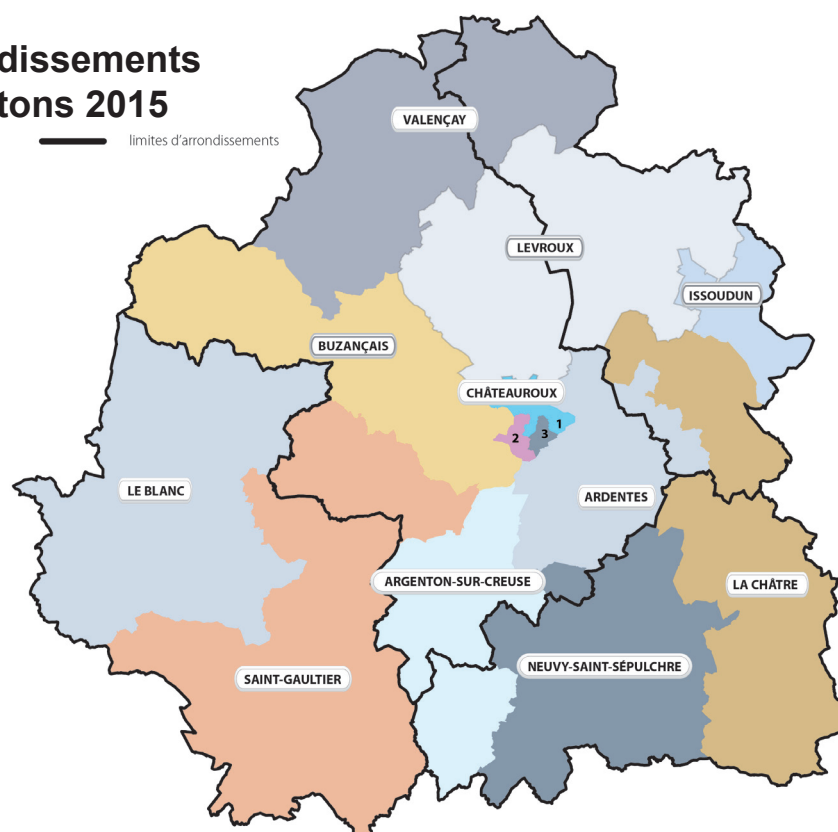 dissements
tons 2015
limites d'arrondissements
VALENÇAY
LEVROUX
ISSOUDUN
BUZANÇAIS
CHÂTEAUROUX
1
2
3
LE BLANC
ARDENTES
ARGENTON-SUR-CREUSE
LA CHÂTRE
NEUVY-SAINT-SÉPULCHRE
SAINT-GAULTIER